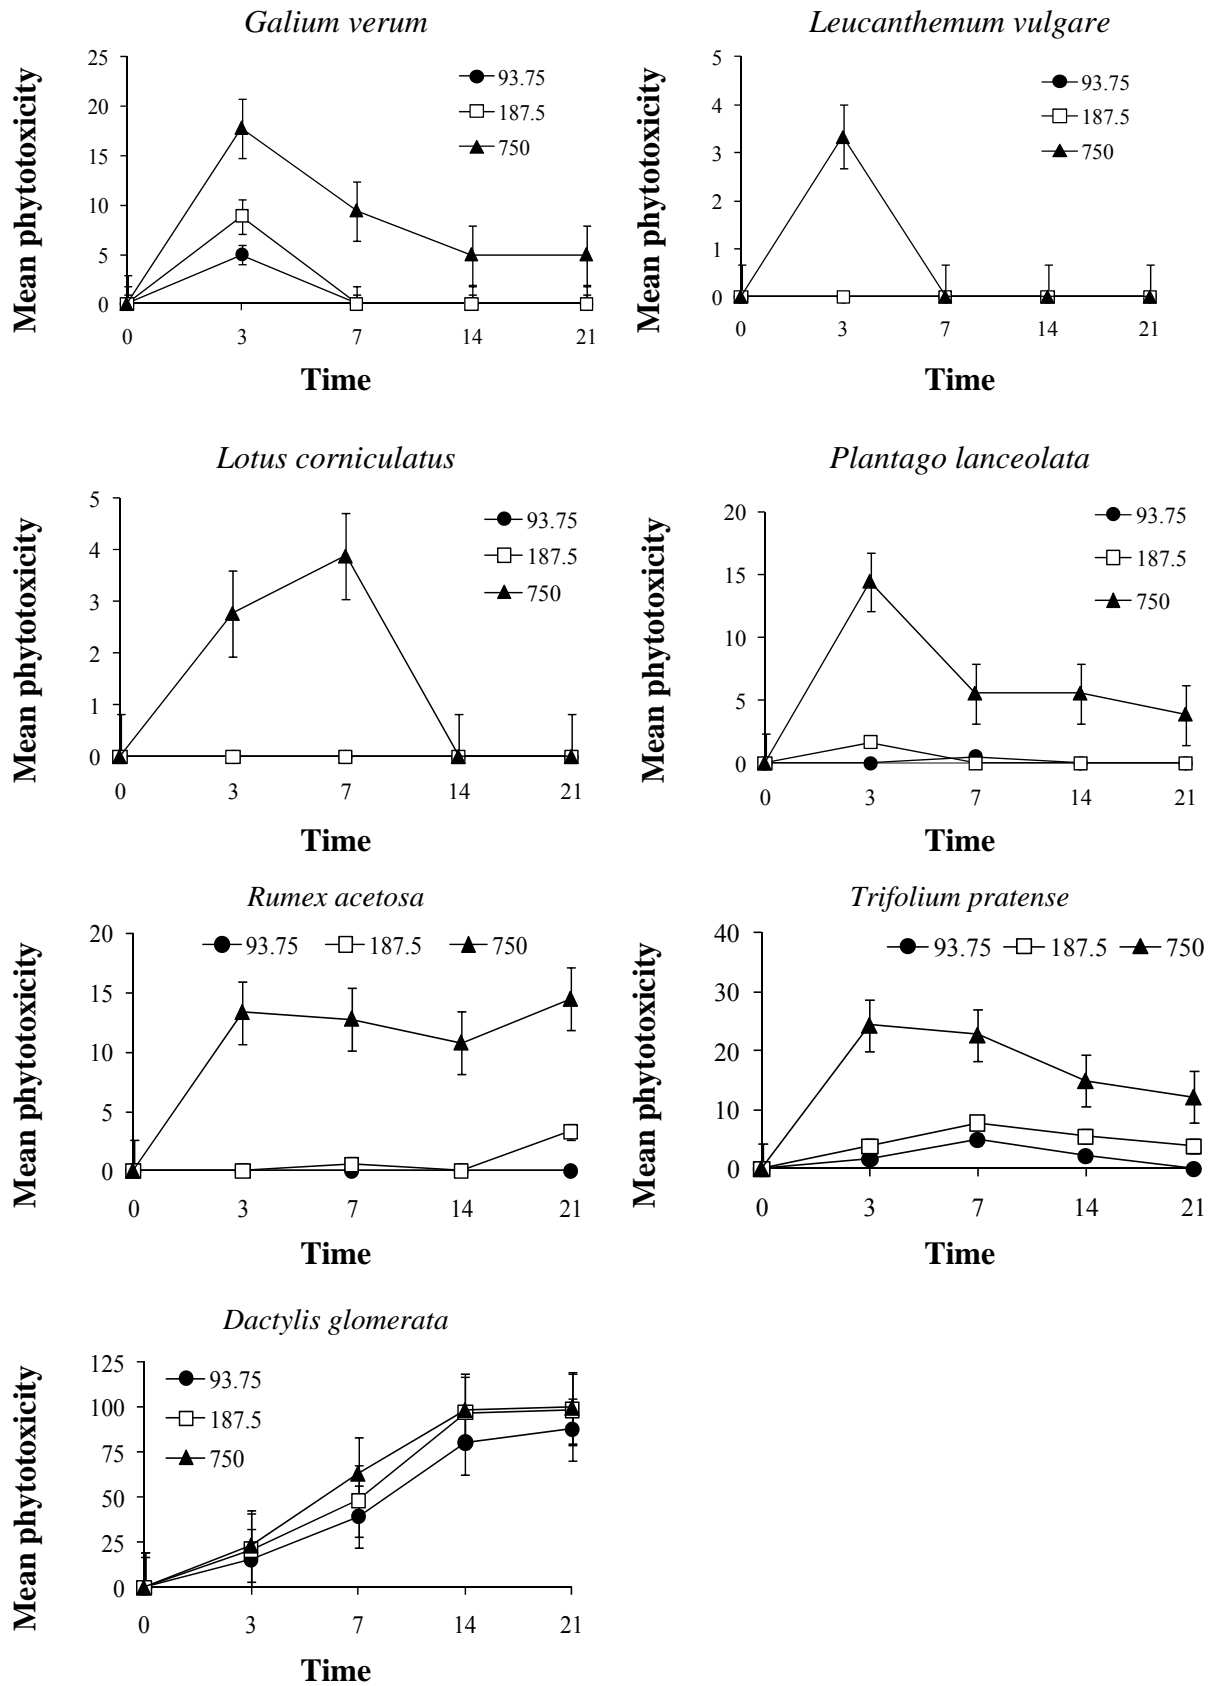 Galium verum
Mean phytotoxicity
25
20
15
10
5
0
93.75
187.5
750
0 3 7 14 21
Time
Leucanthemum vulgare
Mean phytotoxicity
5
4
3
2
1
0
93.75
187.5
750
0 3 7 14 21
Time
Lotus corniculatus
Mean phytotoxicity
5
4
3
2
1
0
93.75
187.5
750
0 3 7 14 21
Time
Plantago lanceolata
Mean phytotoxicity
20
15
10
5
0
93.75
187.5
750
0 3 7 14 21
Time
Rumex acetosa
Mean phytotoxicity
20
15
10
5
0
93.75 187.5 750
0 3 7 14 21
Time
Trifolium pratense
Mean phytotoxicity
40
30
20
10
0
93.75 187.5 750
0 3 7 14 21
Time
Dactylis glomerata
Mean phytotoxicity
125
100
75
50
25
0
93.75
187.5
750
0 3 7 14 21
Time